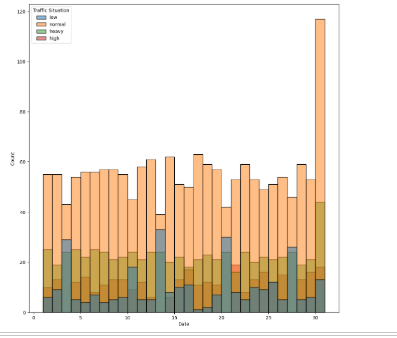 Traffic Situation
low
normal
heavy
high
120
100
80
60
40
20
0
Count
0 5 10 15 20 25 30
Date